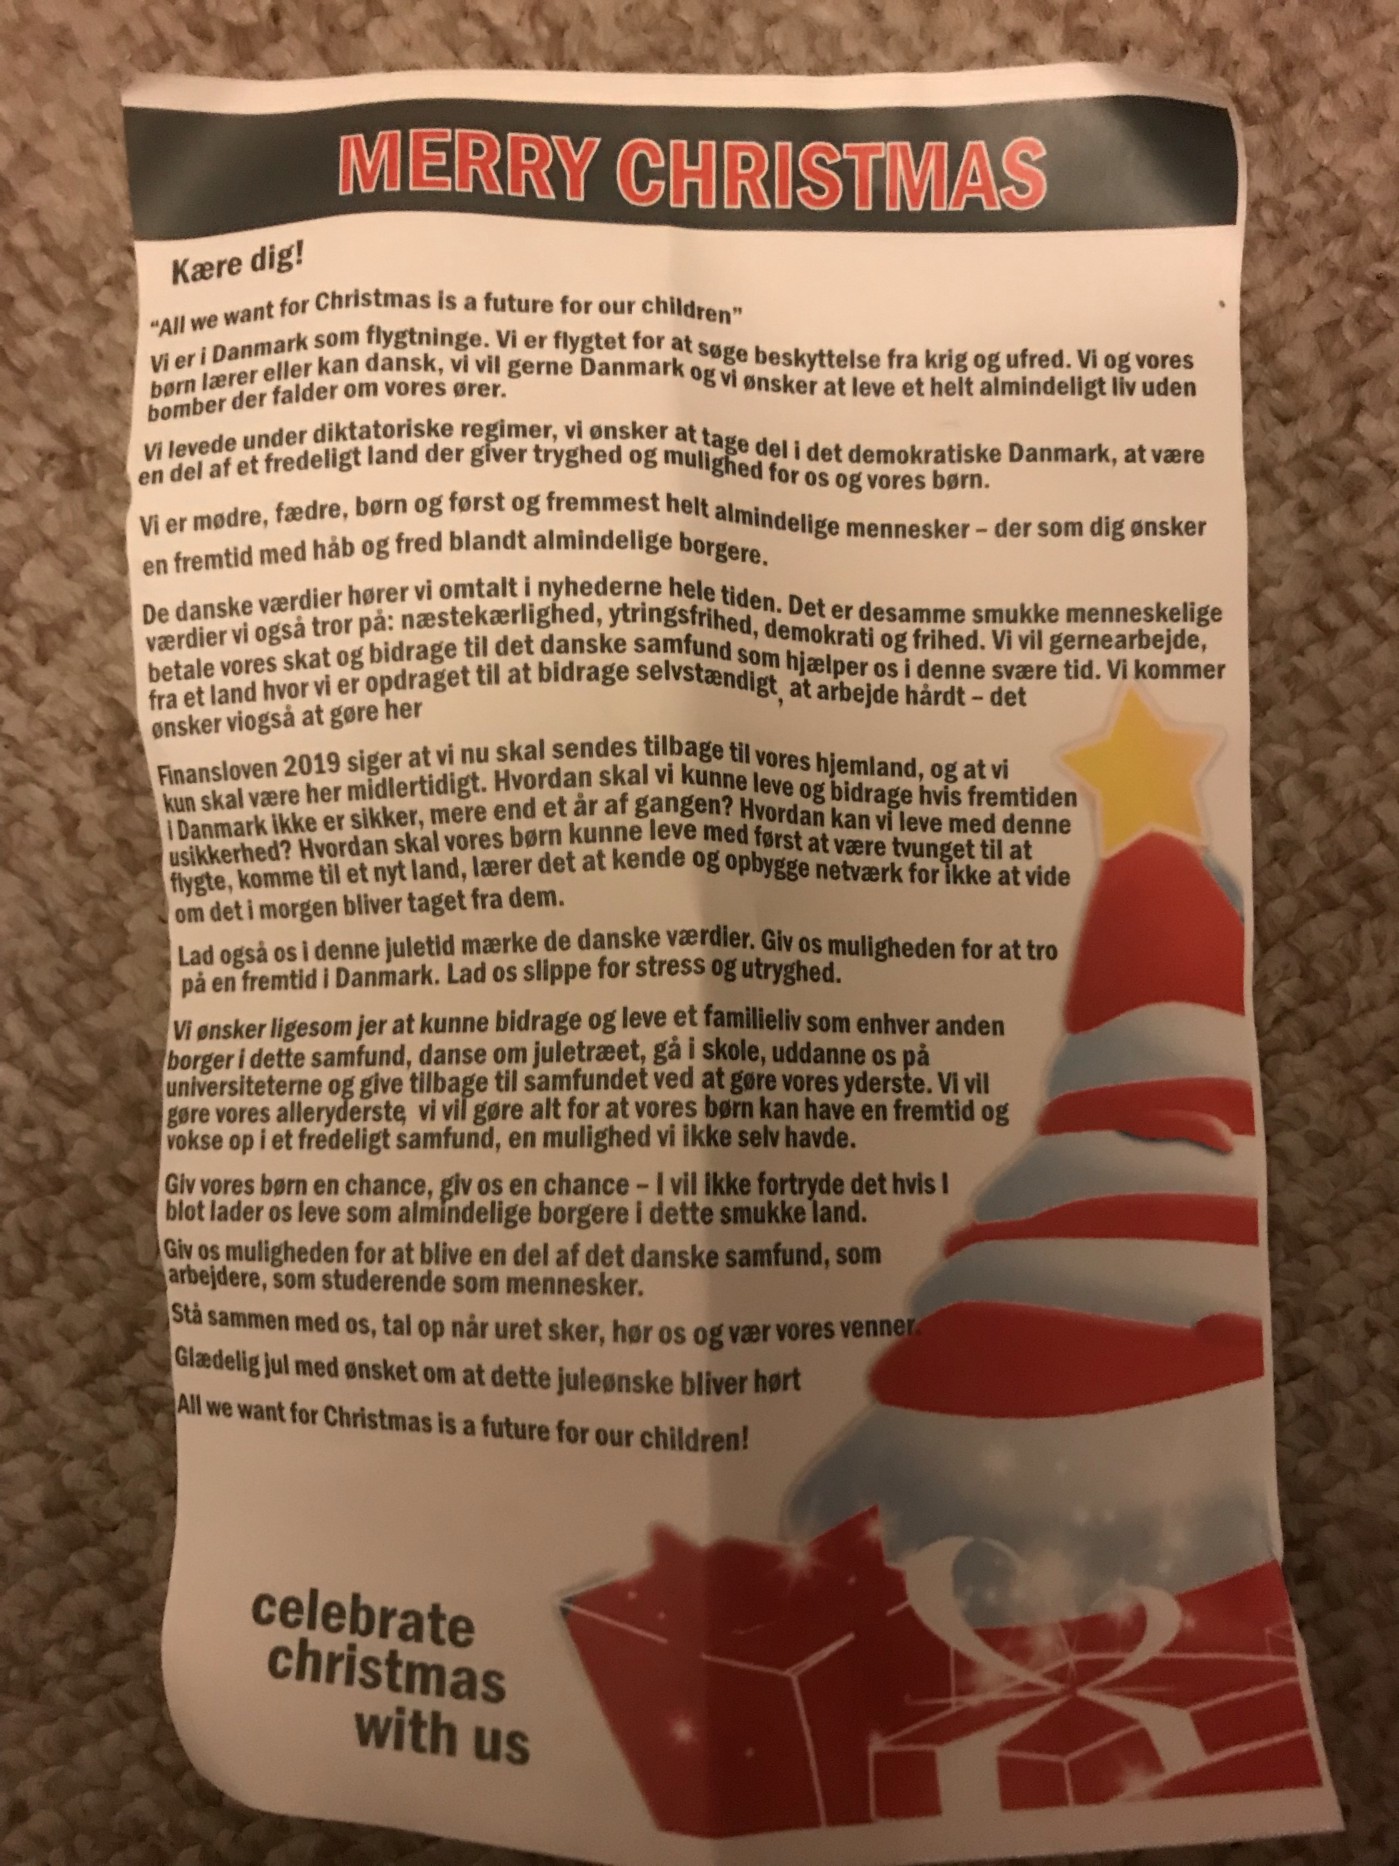 MERRY CHRISTMAS
Kære dig!
"All we want for Christmas is a future for our children"
Vi er i Danmark som flygtninge. Vi er flygtet for at søge beskyttelse fra krig og ufred. Vi og vores
børn lærer eller kan dansk, vi vil gerne Danmark og vi ønsker at leve et helt almindeligt liv uden
bomber der falder om vores ører.
Vi levede under diktatoriske regimer, vi ønsker at tage del i det demokratiske Danmark, at være
en del af et fredeligt land der giver tryghed og mulighed for os og vores børn.
Vi er mødre, fædre, børn og først og fremmest helt almindelige mennesker – der som dig ønsker
en fremtid med håb og fred blandt almindelige borgere.
De danske værdier hører vi omtalt i nyhederne hele tiden. Det er desamme smukke menneskelige
værdier vi også tror på: næstekærlighed, ytringsfrihed, demokrati og frihed. Vi vil gernearbejde,
betale vores skat og bidrage til det danske samfund som hjælper os i denne svære tid. Vi kommer
fra et land hvor vi er opdraget til at bidrage selvstændigt, at arbejde hårdt – det
ønsker viogså at gøre her
Finansloven 2019 siger at vi nu skal sendes tilbage til vores hjemland, og at vi
kun skal være her midlertidigt. Hvordan skal vi kunne leve og bidrage hvis fremtiden
i Danmark ikke er sikker, mere end et år af gangen? Hvordan kan vi leve med denne
usikkerhed? Hvordan skal vores børn kunne leve med først at være tvunget til at
flygte, komme til et nyt land, lærer det at kende og opbygge netværk for ikke at vide
om det i morgen bliver taget fra dem.
Lad også os i denne juletid mærke de danske værdier. Giv os muligheden for at tro
på en fremtid i Danmark. Lad os slippe for stress og utryghed.
Vi ønsker ligesom jer at kunne bidrage og leve et familieliv som enhver anden
borger i dette samfund, danse om juletræet, gå i skole, uddanne os på
universiteterne og give tilbage til samfundet ved at gøre vores yderste. Vi vil
gøre vores alleryderste, vi vil gøre alt for at vores børn kan have en fremtid og
vokse op i et fredeligt samfund, en mulighed vi ikke selv havde.
Giv vores børn en chance, giv os en chance – I vil ikke fortryde det hvis I
blot lader os leve som almindelige borgere i dette smukke land.
Giv os muligheden for at blive en del af det danske samfund, som
arbejdere, som studerende som mennesker.
Stå sammen med os, tal op når uret sker, hør os og vær vores venner.
Glædelig jul med ønsket om at dette juleønske bliver hørt
All we want for Christmas is a future for our children!
celebrate
christmas
with us